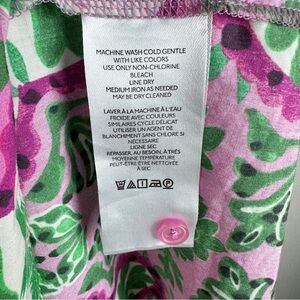 MACHINE WASH COLD GENTLE
WITH LIKE COLORS
USE ONLY NON-CHLORINE
BLEACH
LINE DRY
MEDIUM IRON AS NEEDED
MAY BE DRY CLEANED
LAVER À LA MACHINE À L'EAU
FROIDE AVEC COULEURS
SIMILAIRES CYCLE DÉLICAT
UTILISER UN AGENT DE
BLANCHIMENT SANS CHLORE SI
NÉCESSAIRE
LIGNE SEC
REPASSER, AU BESOIN, À TRÈS
MOYENNE TEMPÉRATURE
PEUT-ÊTRE ÊTRE NETTOYÉE
À SEC